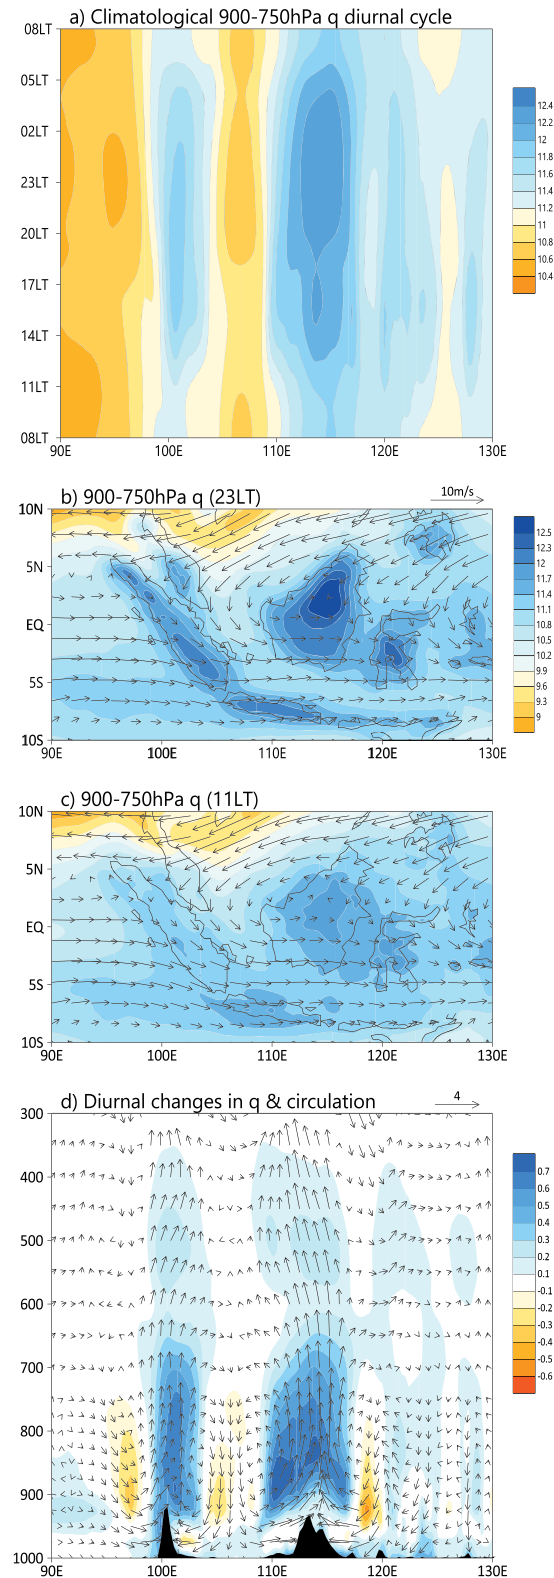 a) Climatological 900-750hPa q diurnal cycle
08LT
05LT
02LT
23LT
20LT
17LT
14LT
11LT
08LT
90E 100E 110E 120E 130E
12.4
12.2
12
11.8
11.6
11.4
11.2
11
10.8
10.6
10.4
b) 900-750hPa q (23LT)
10m/s
10N
5N
EQ
5S
10S
90E 100E 110E 120E 130E
12.5
12.3
12
11.7
11.4
11.1
10.8
10.5
10.2
9.9
9.6
9.3
9
c) 900-750hPa q (11LT)
10N
5N
EQ
5S
10S
90E 100E 110E 120E 130E
d) Diurnal changes in q & circulation
4
300
400
500
600
700
800
900
1000
90E 100E 110E 120E 130E
0.7
0.6
0.5
0.4
0.3
0.2
0.1
-0.1
-0.2
-0.3
-0.4
-0.5
-0.6